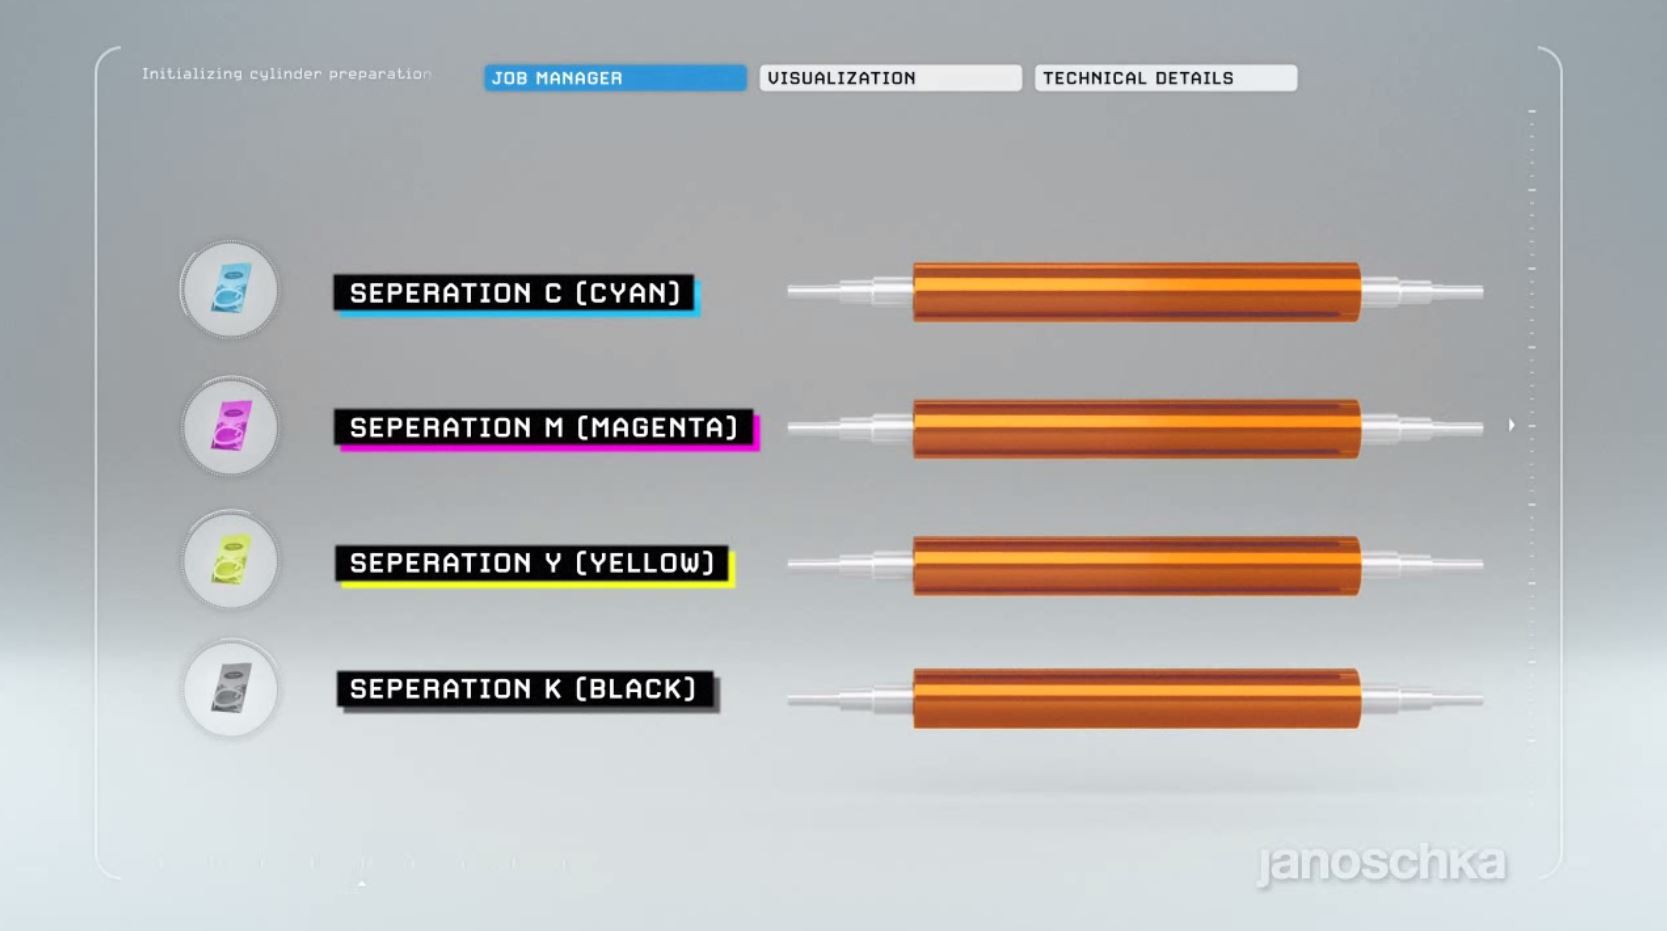 Initializing cylinder preparation
JOB MANAGER
VISUALIZATION
TECHNICAL DETAILS
SEPERATION C (CYAN)
SEPERATION M (MAGENTA)
SEPERATION Y (YELLOW)
SEPERATION K (BLACK)
janoschka